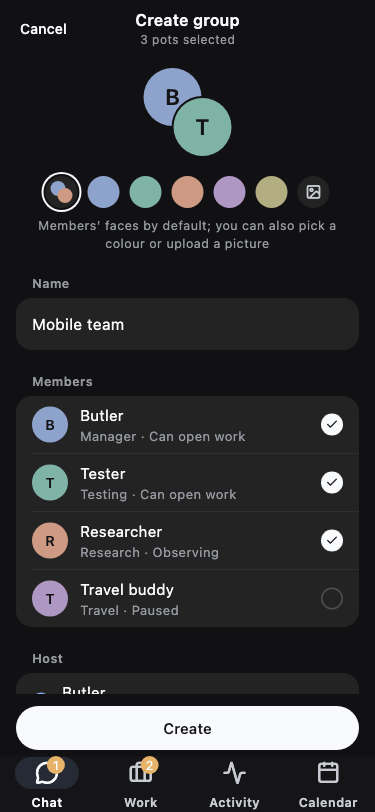 Cancel
Create group
3 pots selected
B
T
Members' faces by default; you can also pick a
colour or upload a picture
Name
Mobile team
Members
B
Butler
Manager · Can open work
T
Tester
Testing · Can open work
R
Researcher
Research · Observing
T
Travel buddy
Travel · Paused
Host
Butler
Create
1
2
Chat
Work
Activity
Calendar